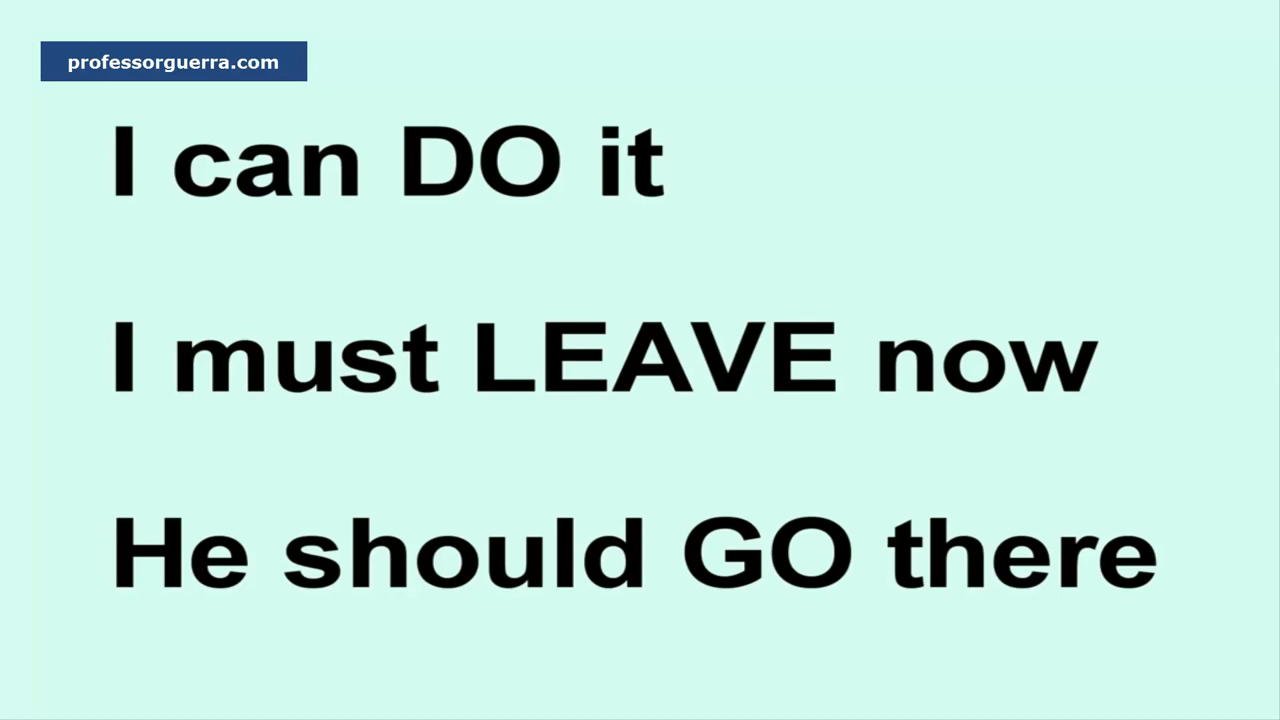 professorguerra.com
I can DO it
I must LEAVE now
He should GO there